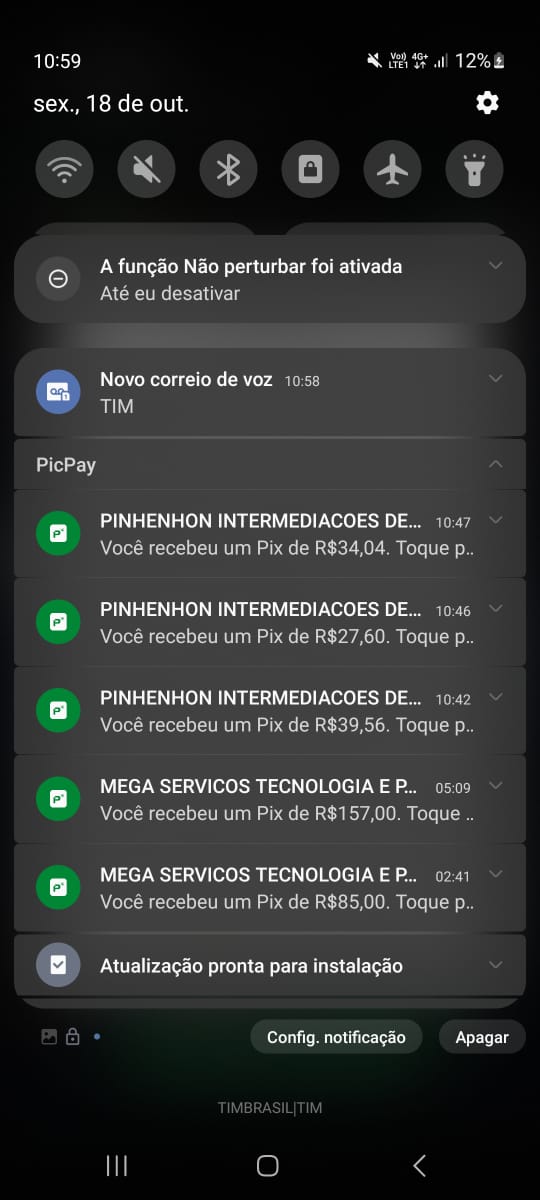 10:59
Vo)) 4G+
LTE1
12%
sex., 18 de out.
A função Não perturbar foi ativada
Até eu desativar
Novo correio de voz 10:58
TIM
PicPay
PINHENHON INTERMEDIACOES DE... 10:47
Você recebeu um Pix de R$34,04. Toque p..
PINHENHON INTERMEDIACOES DE... 10:46
Você recebeu um Pix de R$27,60. Toque p..
PINHENHON INTERMEDIACOES DE... 10:42
Você recebeu um Pix de R$39,56. Toque p..
MEGA SERVICOS TECNOLOGIA E P... 05:09
Você recebeu um Pix de R$157,00. Toque ..
MEGA SERVICOS TECNOLOGIA E P... 02:41
Você recebeu um Pix de R$85,00. Toque p..
Atualização pronta para instalação
Config. notificação Apagar
TIMBRASIL|TIM